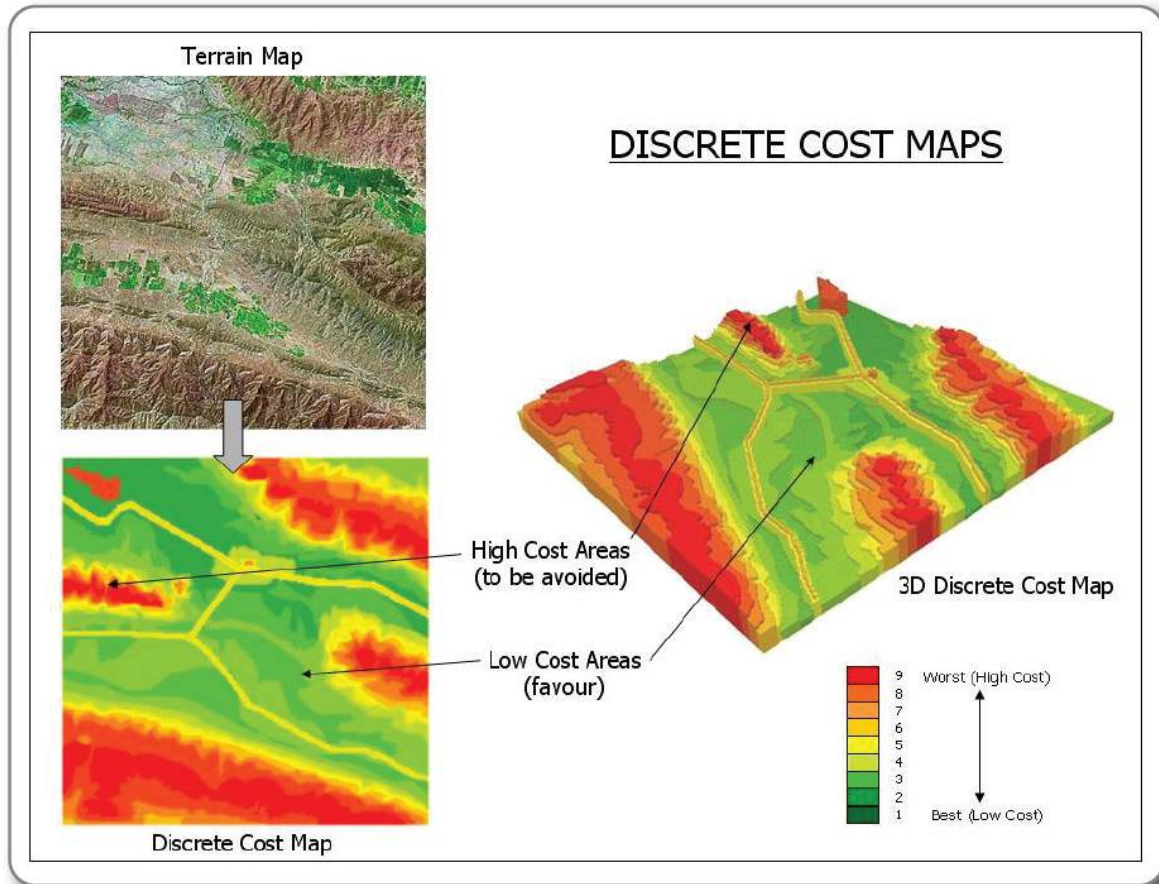 Terrain Map
DISCRETE COST MAPS
High Cost Areas
(to be avoided)
3D Discrete Cost Map
Low Cost Areas
(favour)
9 Worst (High Cost)
8
7
6
5
4
3
2
1 Best (Low Cost)
Discrete Cost Map